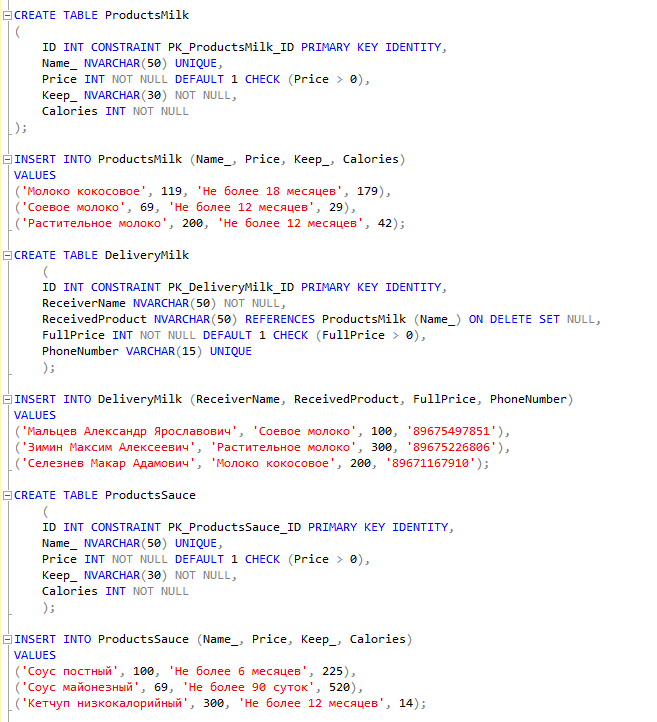 CREATE TABLE ProductsMilk
(
ID INT CONSTRAINT PK_ProductsMilk_ID PRIMARY KEY IDENTITY,
Name_ NVARCHAR(50) UNIQUE,
Price INT NOT NULL DEFAULT 1 CHECK (Price > 0),
Keep_ NVARCHAR(30) NOT NULL,
Calories INT NOT NULL
);
INSERT INTO ProductsMilk (Name_, Price, Keep_, Calories)
VALUES
('Молоко кокосовое', 119, 'Не более 18 месяцев', 179),
('Соевое молоко', 69, 'Не более 12 месяцев', 29),
('Растительное молоко', 200, 'Не более 12 месяцев', 42);
CREATE TABLE DeliveryMilk
(
ID INT CONSTRAINT PK_DeliveryMilk_ID PRIMARY KEY IDENTITY,
ReceiverName NVARCHAR(50) NOT NULL,
ReceivedProduct NVARCHAR(50) REFERENCES ProductsMilk (Name_) ON DELETE SET NULL,
FullPrice INT NOT NULL DEFAULT 1 CHECK (FullPrice > 0),
PhoneNumber VARCHAR(15) UNIQUE
);
INSERT INTO DeliveryMilk (ReceiverName, ReceivedProduct, FullPrice, PhoneNumber)
VALUES
('Мальцев Александр Ярославович', 'Соевое молоко', 100, '89675497851'),
('Зимин Максим Алексеевич', 'Растительное молоко', 300, '89675226806'),
('Селезнев Макар Адамович', 'Молоко кокосовое', 200, '89671167910');
CREATE TABLE ProductsSauce
(
ID INT CONSTRAINT PK_ProductsSauce_ID PRIMARY KEY IDENTITY,
Name_ NVARCHAR(50) UNIQUE,
Price INT NOT NULL DEFAULT 1 CHECK (Price > 0),
Keep_ NVARCHAR(30) NOT NULL,
Calories INT NOT NULL
);
INSERT INTO ProductsSauce (Name_, Price, Keep_, Calories)
VALUES
('Соус постный', 100, 'Не более 6 месяцев', 225),
('Соус майонезный', 69, 'Не более 90 суток', 520),
('Кетчуп низкокалорийный', 300, 'Не более 12 месяцев', 14);